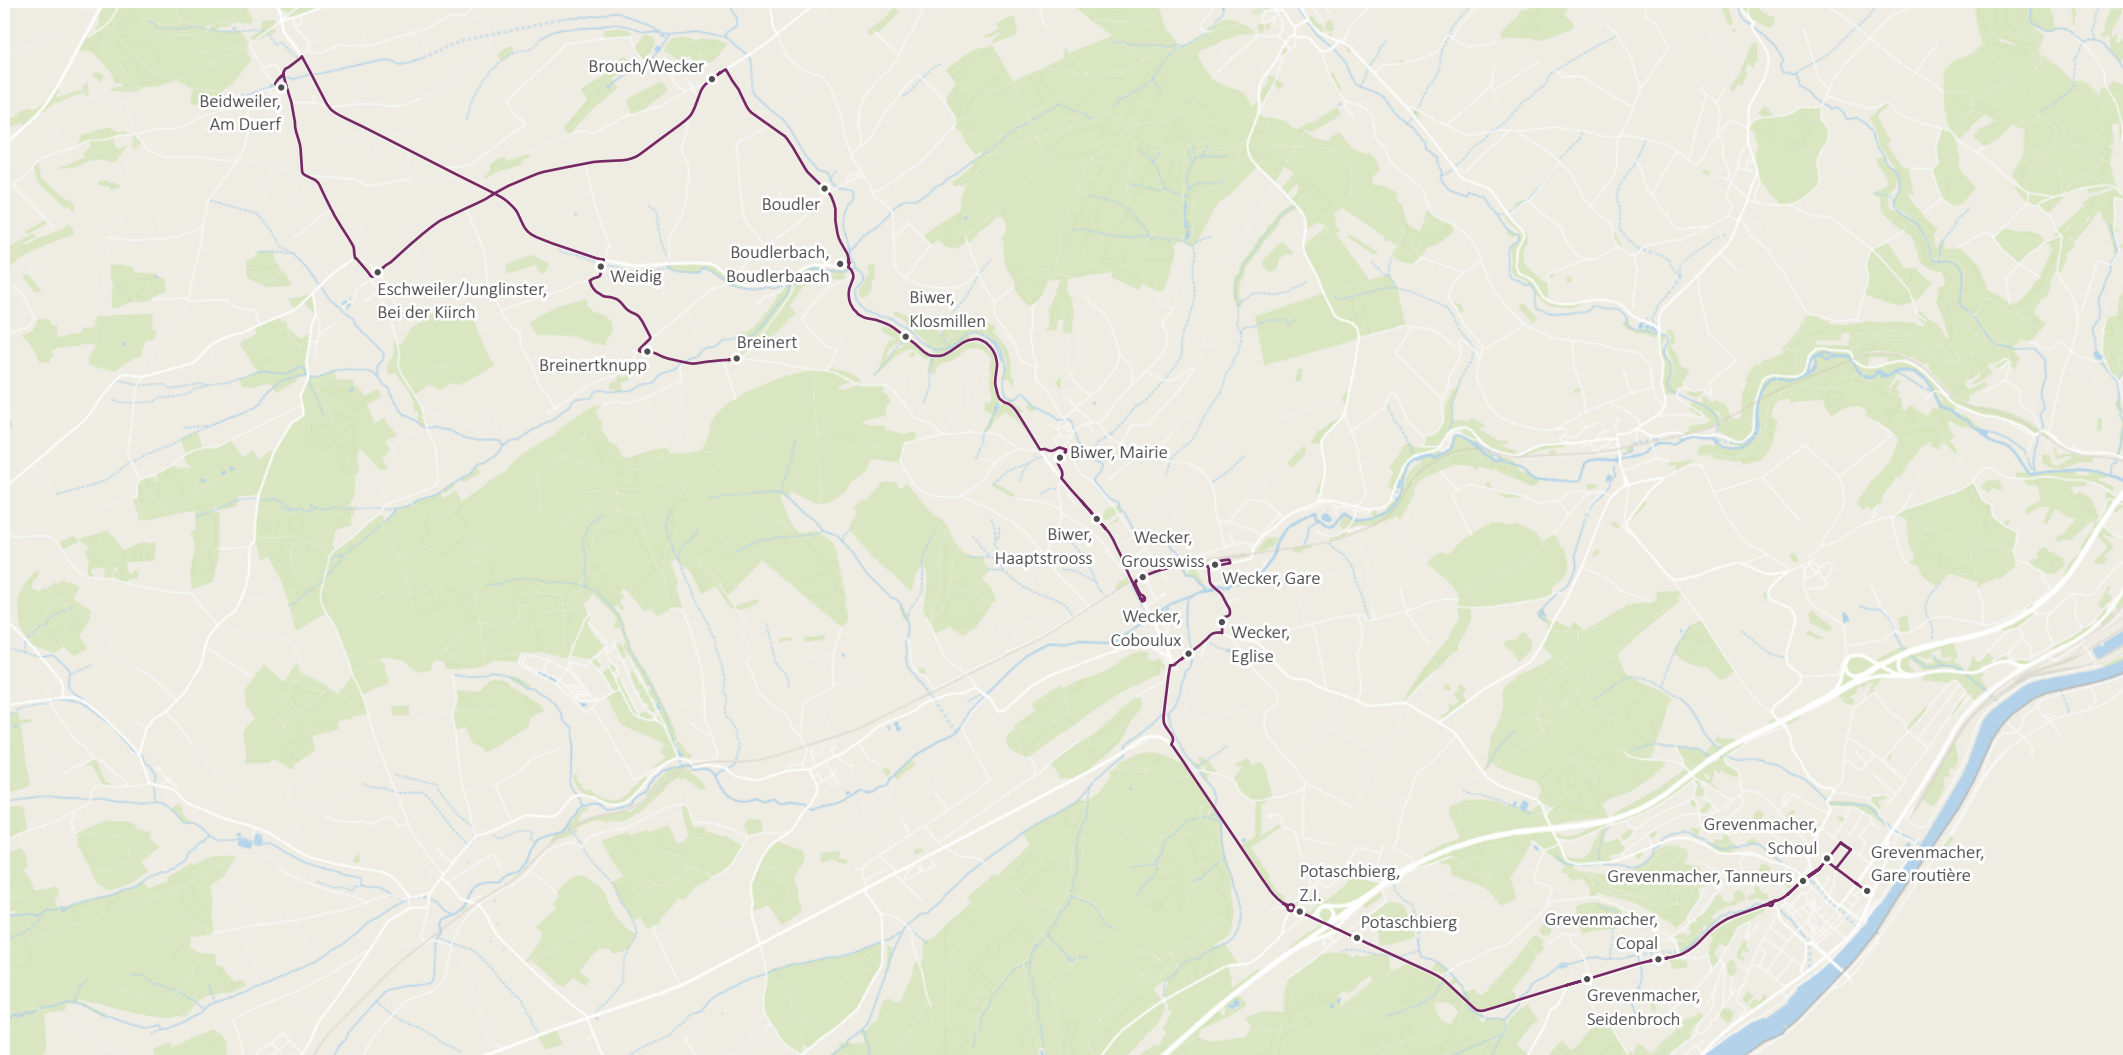 Brouch/Wecker
Beidweiler,
Am Duerf
Boudler
Boudlerbach,
Boudlerbaach
Weidig
Eschweiler/Junglinster,
Bei der Kiirch
Biwer,
Klosmillen
Breinert
Breinertknupp
Biwer, Mairie
Biwer,
Haaptstrooss
Wecker,
Grousswiss
Wecker, Gare
Wecker,
Coboulux
Wecker,
Eglise
Grevenmacher,
Schoul
Grevenmacher,
Gare routière
Grevenmacher, Tanneurs
Potaschbierg,
Z.I.
Potaschbierg
Grevenmacher,
Copal
Grevenmacher,
Seidenbroch